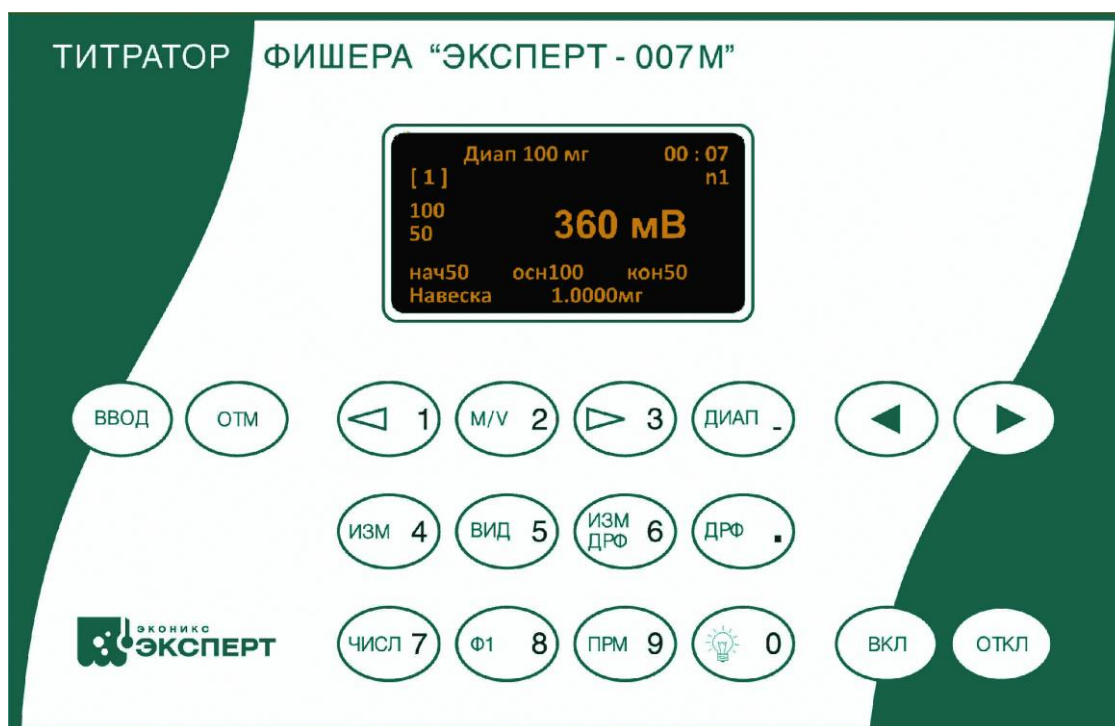 ТИТРАТОР ФИШЕРА “ЭКСПЕРТ - 007М”
Диап 100 мг 00 : 07
[ 1 ] n1
100
50
360 мВ
нач50 осн100 кон50
Навеска 1.0000мг
ВВОД ОТМ 1 М/V 2 3 ДИАП -
ИЗМ 4 ВИД 5 ИЗМ ДРФ 6 ДРФ .
ЭКОНИКС
ЭКСПЕРТ
ЧИСЛ 7 Ф1 8 ПРМ 9 0 ВКЛ ОТКЛ